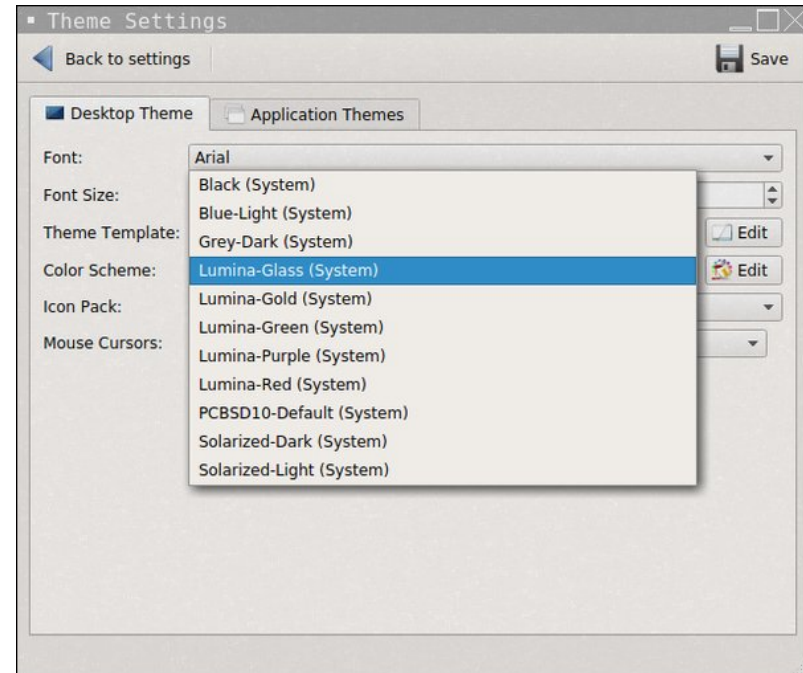 Theme Settings
Back to settings
Save
Desktop Theme
Application Themes
Font:
Arial
Font Size:
Theme Template:
Edit
Color Scheme:
Edit
Icon Pack:
Mouse Cursors:
Black (System)
Blue-Light (System)
Grey-Dark (System)
Lumina-Glass (System)
Lumina-Gold (System)
Lumina-Green (System)
Lumina-Purple (System)
Lumina-Red (System)
PCBSD10-Default (System)
Solarized-Dark (System)
Solarized-Light (System)